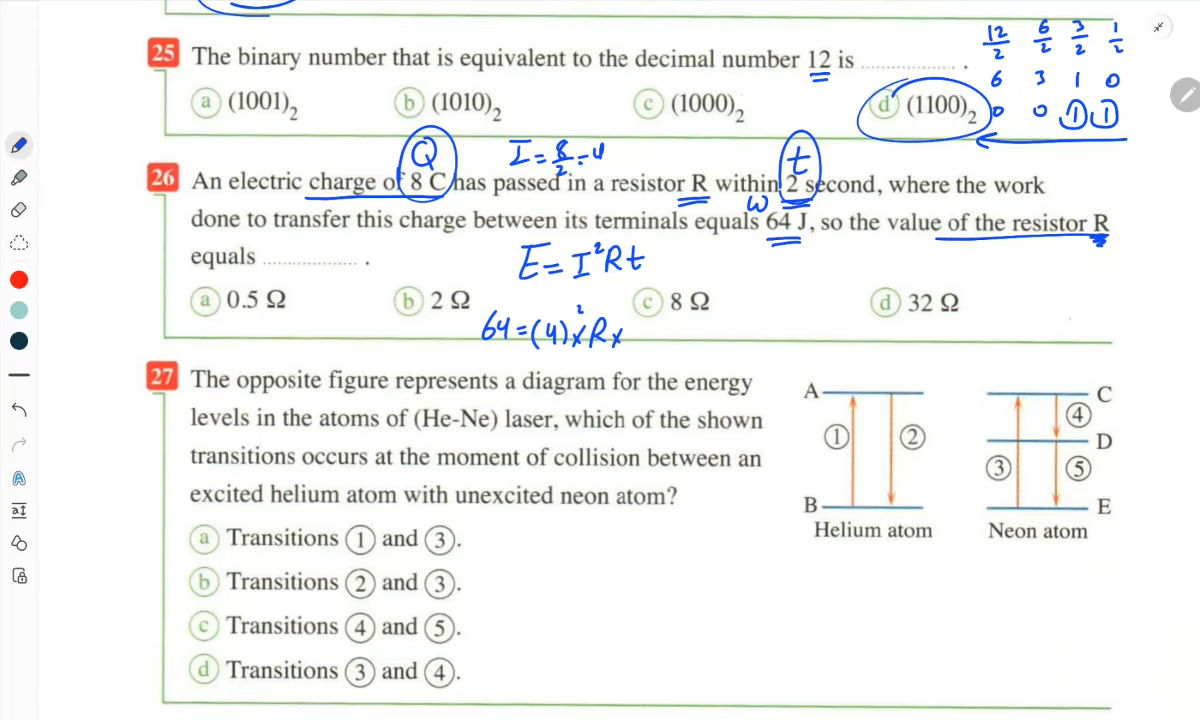 25 The binary number that is equivalent to the decimal number 12 is .................. .
12/2 6/2 3/2 1/2
6 3 1 0
0 0 1 1
a (1001)₂ b (1010)₂ c (1000)₂ d (1100)₂
Q I = 8/2 = 4 t
26 An electric charge of 8 C has passed in a resistor R within 2 second, where the work
W
done to transfer this charge between its terminals equals 64 J, so the value of the resistor R
equals .................. .
E = I²Rt
a 0.5 Ω b 2 Ω c 8 Ω d 32 Ω
64 = (4)² × R ×
27 The opposite figure represents a diagram for the energy
levels in the atoms of (He-Ne) laser, which of the shown
transitions occurs at the moment of collision between an
excited helium atom with unexcited neon atom?
a Transitions ① and ③.
b Transitions ② and ③.
c Transitions ④ and ⑤.
d Transitions ③ and ④.
A C
④
① ② D
③ ⑤
B E
Helium atom Neon atom